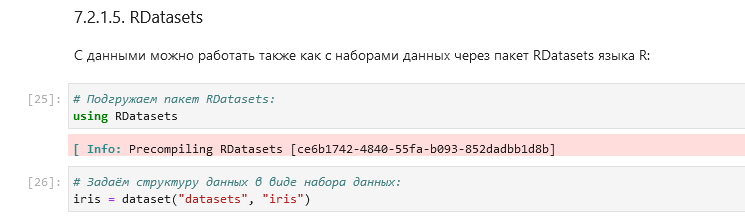 7.2.1.5. RDatasets
С данными можно работать также как с наборами данных через пакет RDatasets языка R:
[25]: # Подгружаем пакет RDatasets:
using RDatasets
[ Info: Precompiling RDatasets [ce6b1742-4840-55fa-b093-852dadbb1d8b]
[26]: # Задаём структуру данных в виде набора данных:
iris = dataset("datasets", "iris")